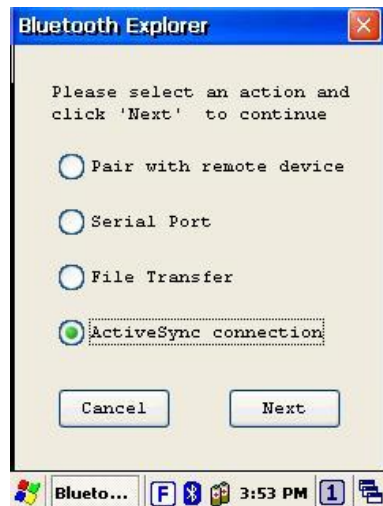 Bluetooth Explorer
Please select an action and
click 'Next' to continue
Pair with remote device
Serial Port
File Transfer
ActiveSync connection
Cancel Next
Blueto... F 3:53 PM 1